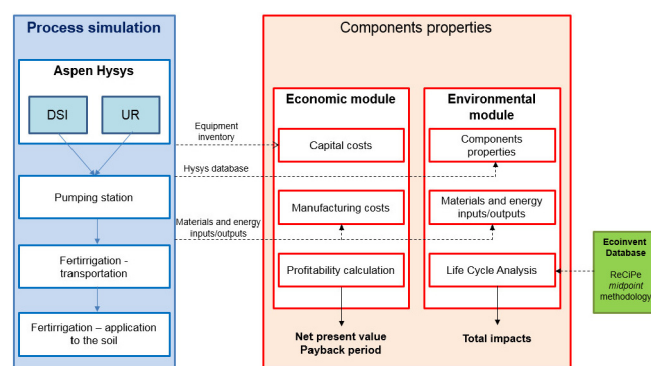 Process simulation
Aspen Hysys
DSI
UR
Pumping station
Fertirrigation -
transportation
Fertirrigation – application
to the soil
Equipment
inventory
Hysys database
Materials and energy
inputs/outputs
Components properties
Economic module
Capital costs
Manufacturing costs
Profitability calculation
Net present value
Payback period
Environmental
module
Components
properties
Materials and energy
inputs/outputs
Life Cycle Analysis
Total impacts
Ecoinvent
Database
ReCiPe
midpoint
methodology